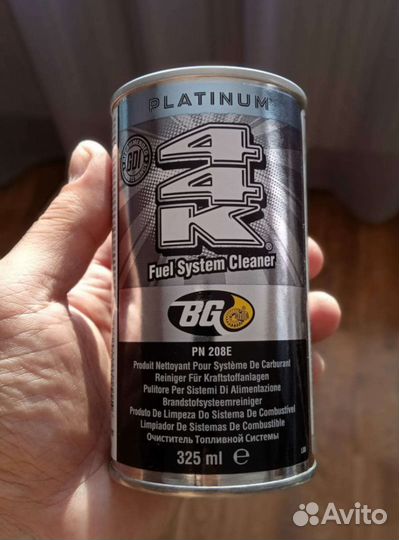 PLATINUM
GDI
44K®
Fuel System Cleaner
BG®
PN 208E
Produit Nettoyant Pour Système De Carburant
Reiniger Für Kraftstoffanlagen
Pulitore Per Sistemi Di Alimentazione
Brandstofsysteemreiniger
Produto De Limpeza Do Sistema De Combustível
Limpiador De Sistemas De Combustible
Очиститель Топливной Системы
325 ml ℮
Avito